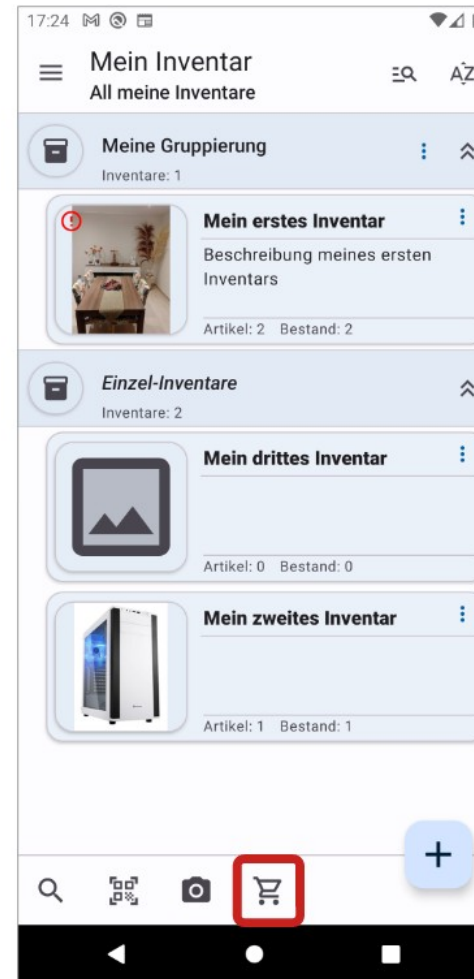 17:24
Mein Inventar
All meine Inventare
AZ
Meine Gruppierung
Inventare: 1
Mein erstes Inventar
Beschreibung meines ersten
Inventars
Artikel: 2 Bestand: 2
Einzel-Inventare
Inventare: 2
Mein drittes Inventar
Artikel: 0 Bestand: 0
Mein zweites Inventar
Artikel: 1 Bestand: 1